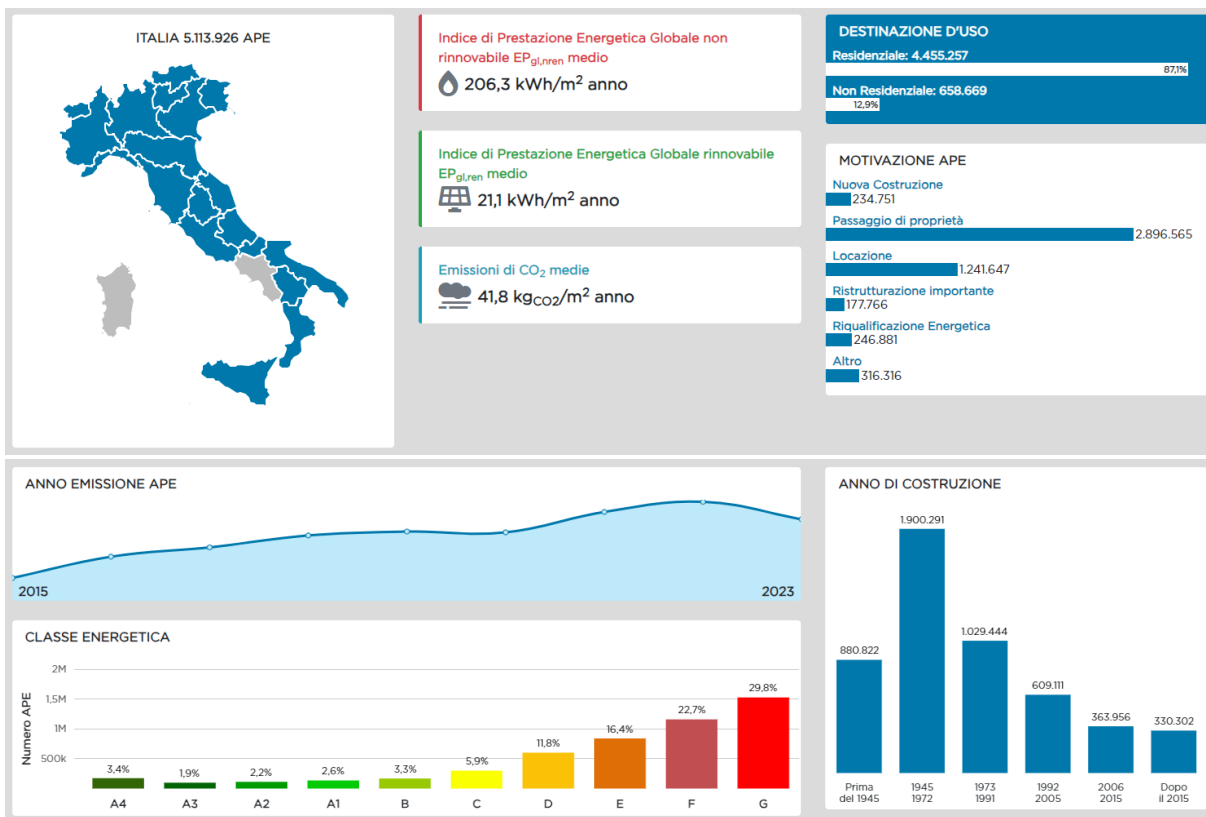 ITALIA 5.113.926 APE
Indice di Prestazione Energetica Globale non
rinnovabile EPgl,nren medio
206,3 kWh/m² anno
Indice di Prestazione Energetica Globale rinnovabile
EPgl,ren medio
21,1 kWh/m² anno
Emissioni di CO₂ medie
41,8 kgCO2/m² anno
DESTINAZIONE D'USO
Residenziale: 4.455.257
87,1%
Non Residenziale: 658.669
12,9%
MOTIVAZIONE APE
Nuova Costruzione
234.751
Passaggio di proprietà
2.896.565
Locazione
1.241.647
Ristrutturazione importante
177.766
Riqualificazione Energetica
246.881
Altro
316.316
ANNO EMISSIONE APE
2015
2023
CLASSE ENERGETICA
Numero APE
2M
1,5M
1M
500k
3,4%
1,9%
2,2%
2,6%
3,3%
5,9%
11,8%
16,4%
22,7%
29,8%
A4
A3
A2
A1
B
C
D
E
F
G
ANNO DI COSTRUZIONE
880.822
1.900.291
1.029.444
609.111
363.956
330.302
Prima
del 1945
1945
1972
1973
1991
1992
2005
2006
2015
Dopo
il 2015